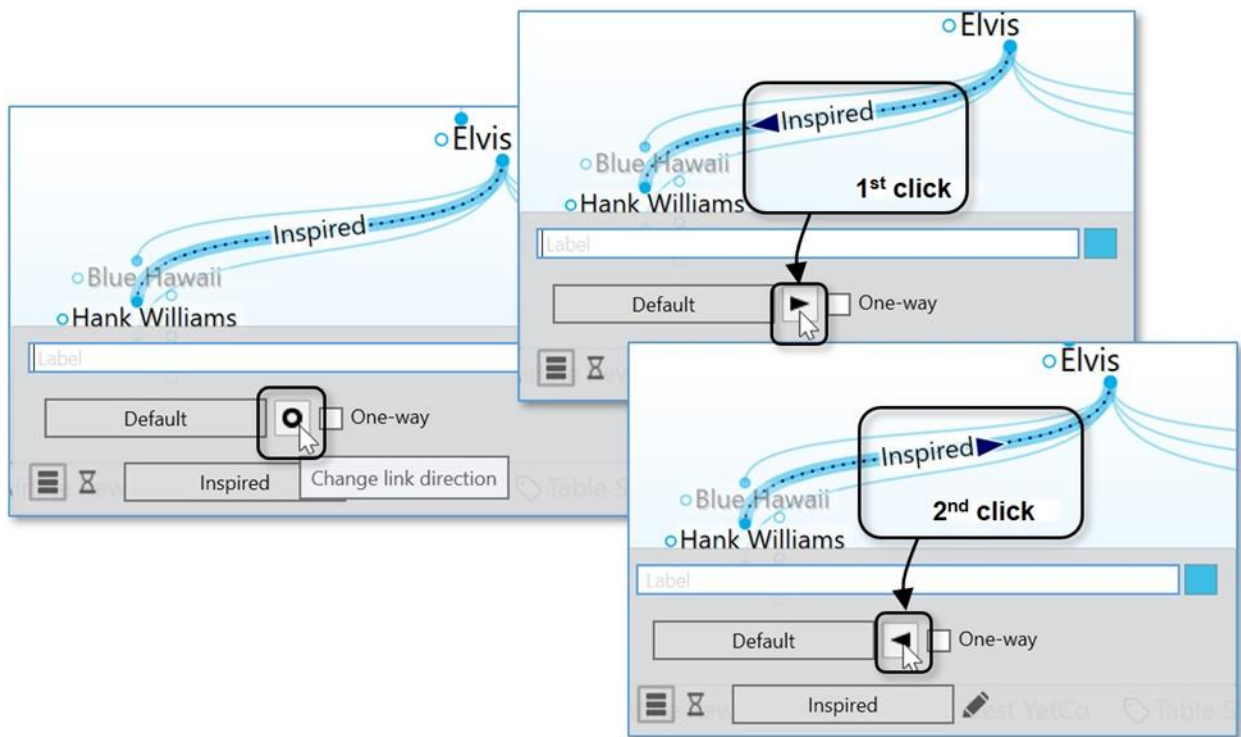 Elvis
Inspired
Blue Hawaii
Hank Williams
Label
Default
One-way
Inspired
Change link direction
Table S
Elvis
Inspired
Blue Hawaii
1st click
Hank Williams
Label
Default
One-way
Elvis
Inspired
Blue Hawaii
2nd click
Hank Williams
Label
Default
One-way
Inspired
YetCo
Table S